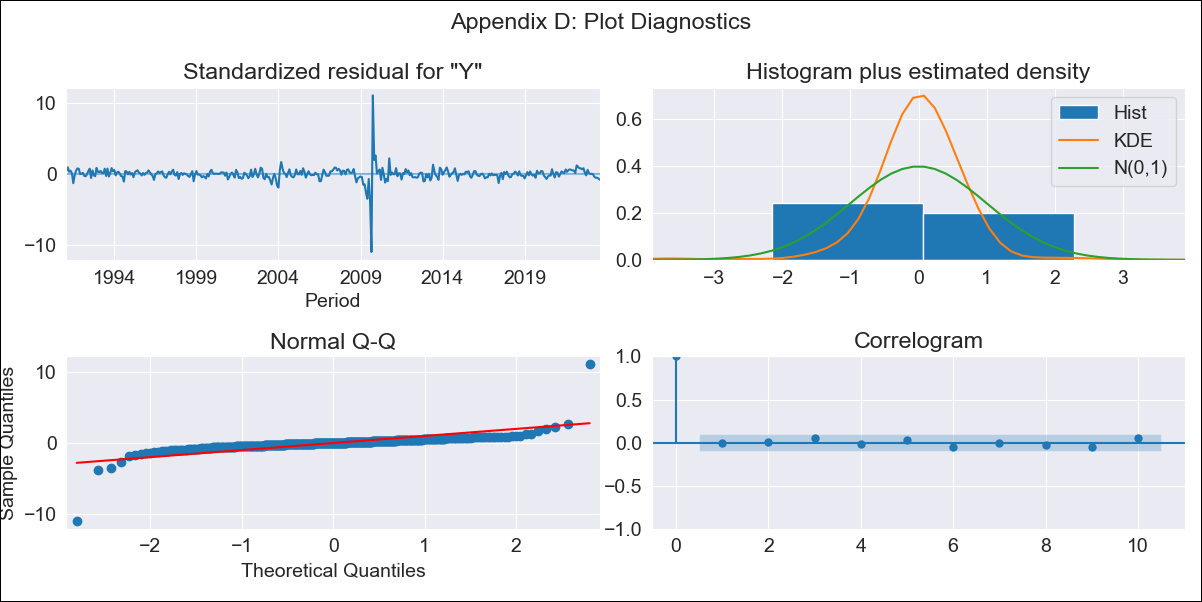 Appendix D: Plot Diagnostics
Standardized residual for "Y"
10
0
−10
1994 1999 2004 2009 2014 2019
Period
Histogram plus estimated density
0.6
0.4
0.2
0.0
−3 −2 −1 0 1 2 3
Hist
KDE
N(0,1)
Normal Q-Q
Sample Quantiles
10
0
−10
−2 −1 0 1 2
Theoretical Quantiles
Correlogram
1.0
0.5
0.0
−0.5
−1.0
0 2 4 6 8 10